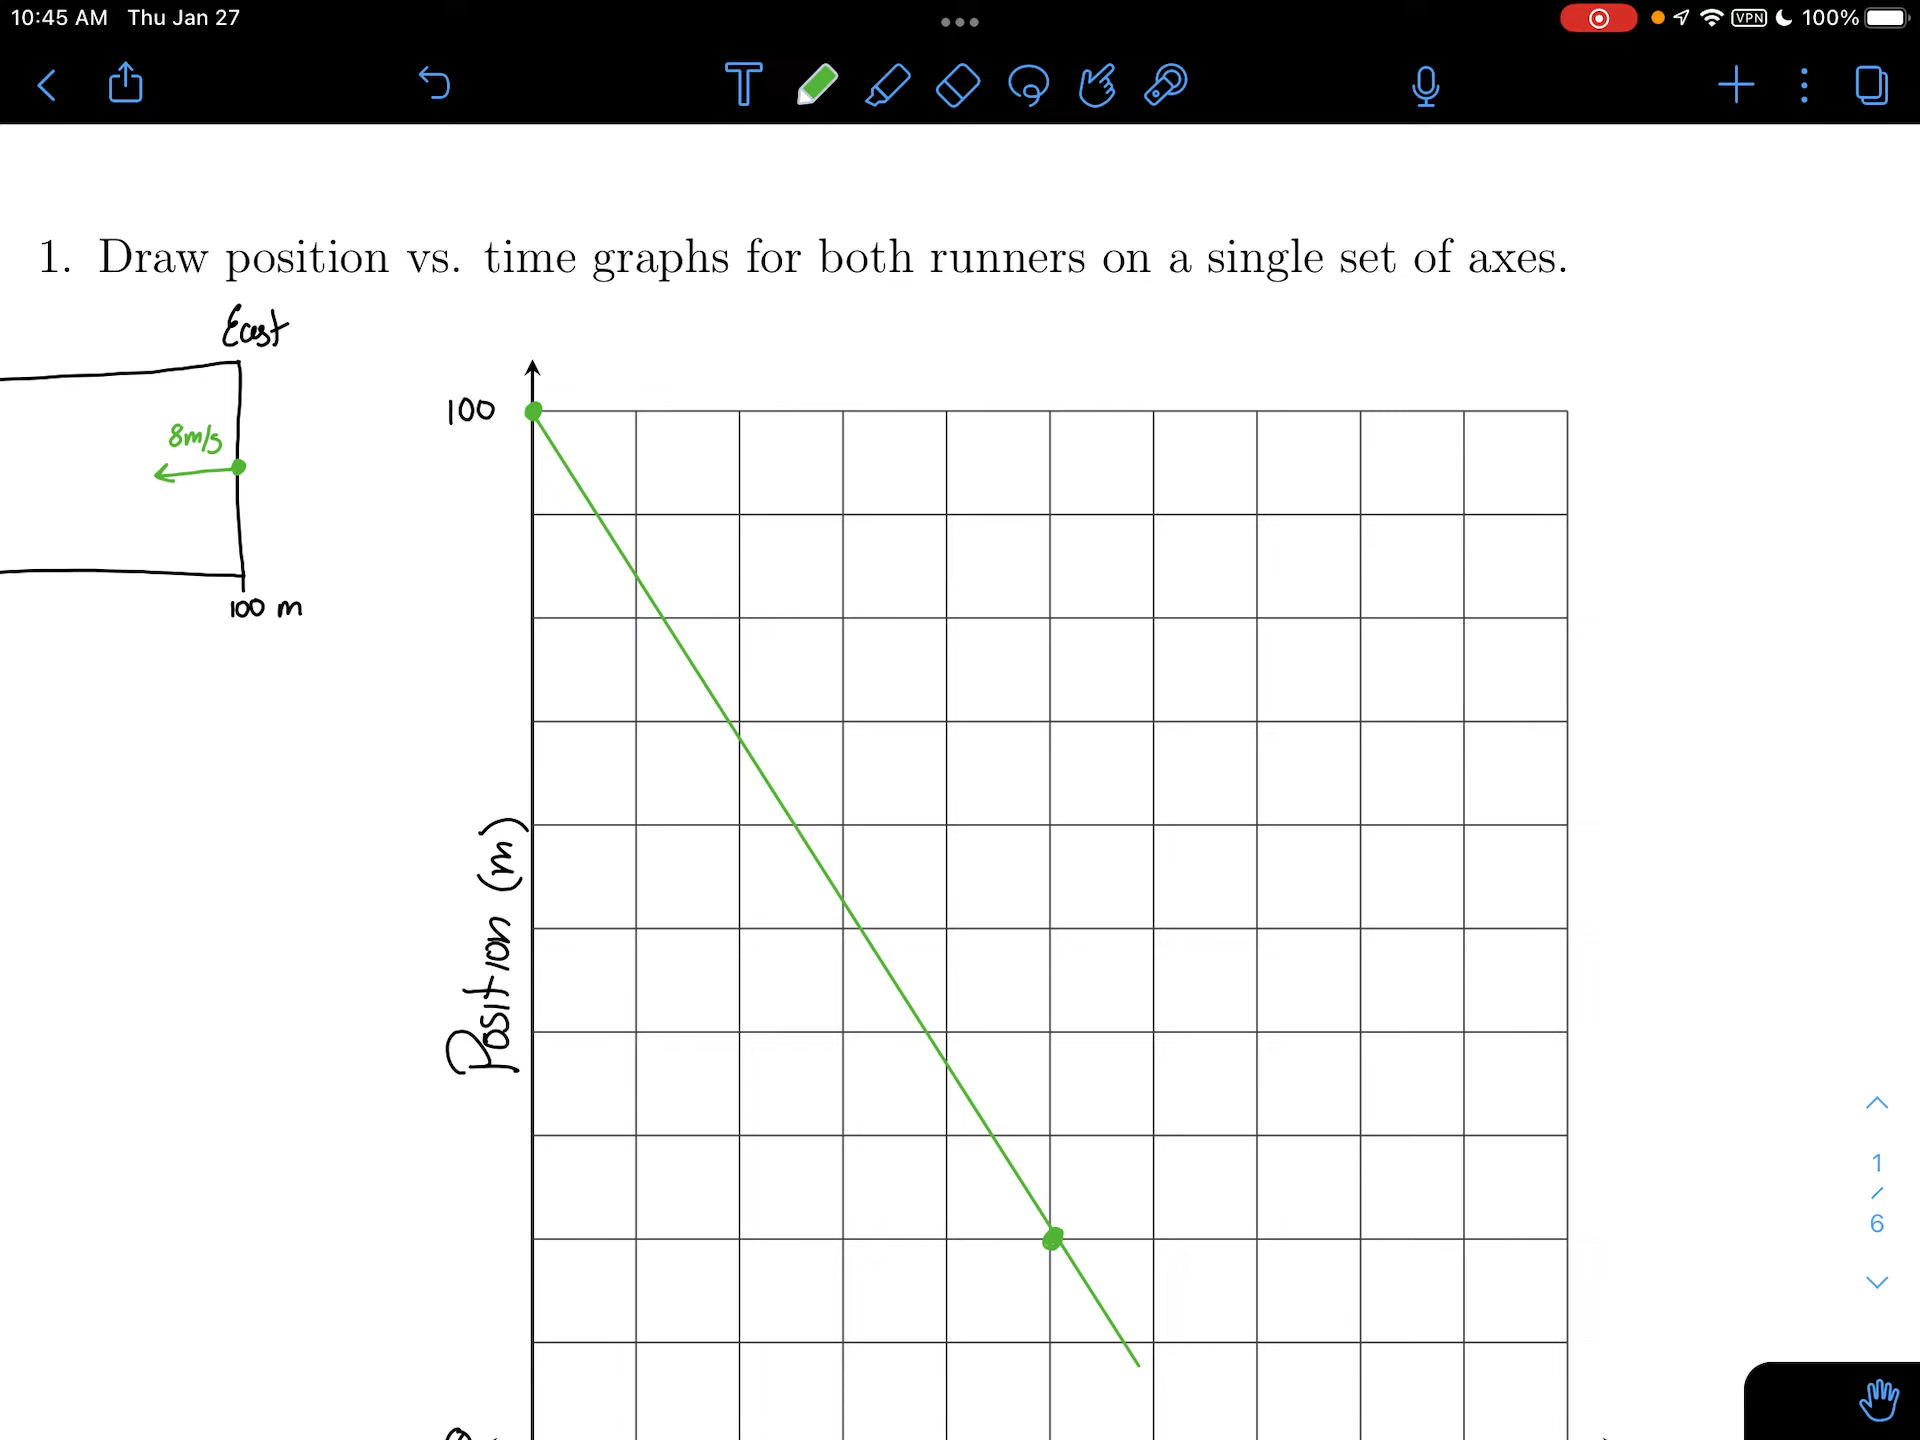 10:45 AM Thu Jan 27
VPN 100%
1. Draw position vs. time graphs for both runners on a single set of axes.
East
100
8m/s
100 m
Position (m)
1
/
6